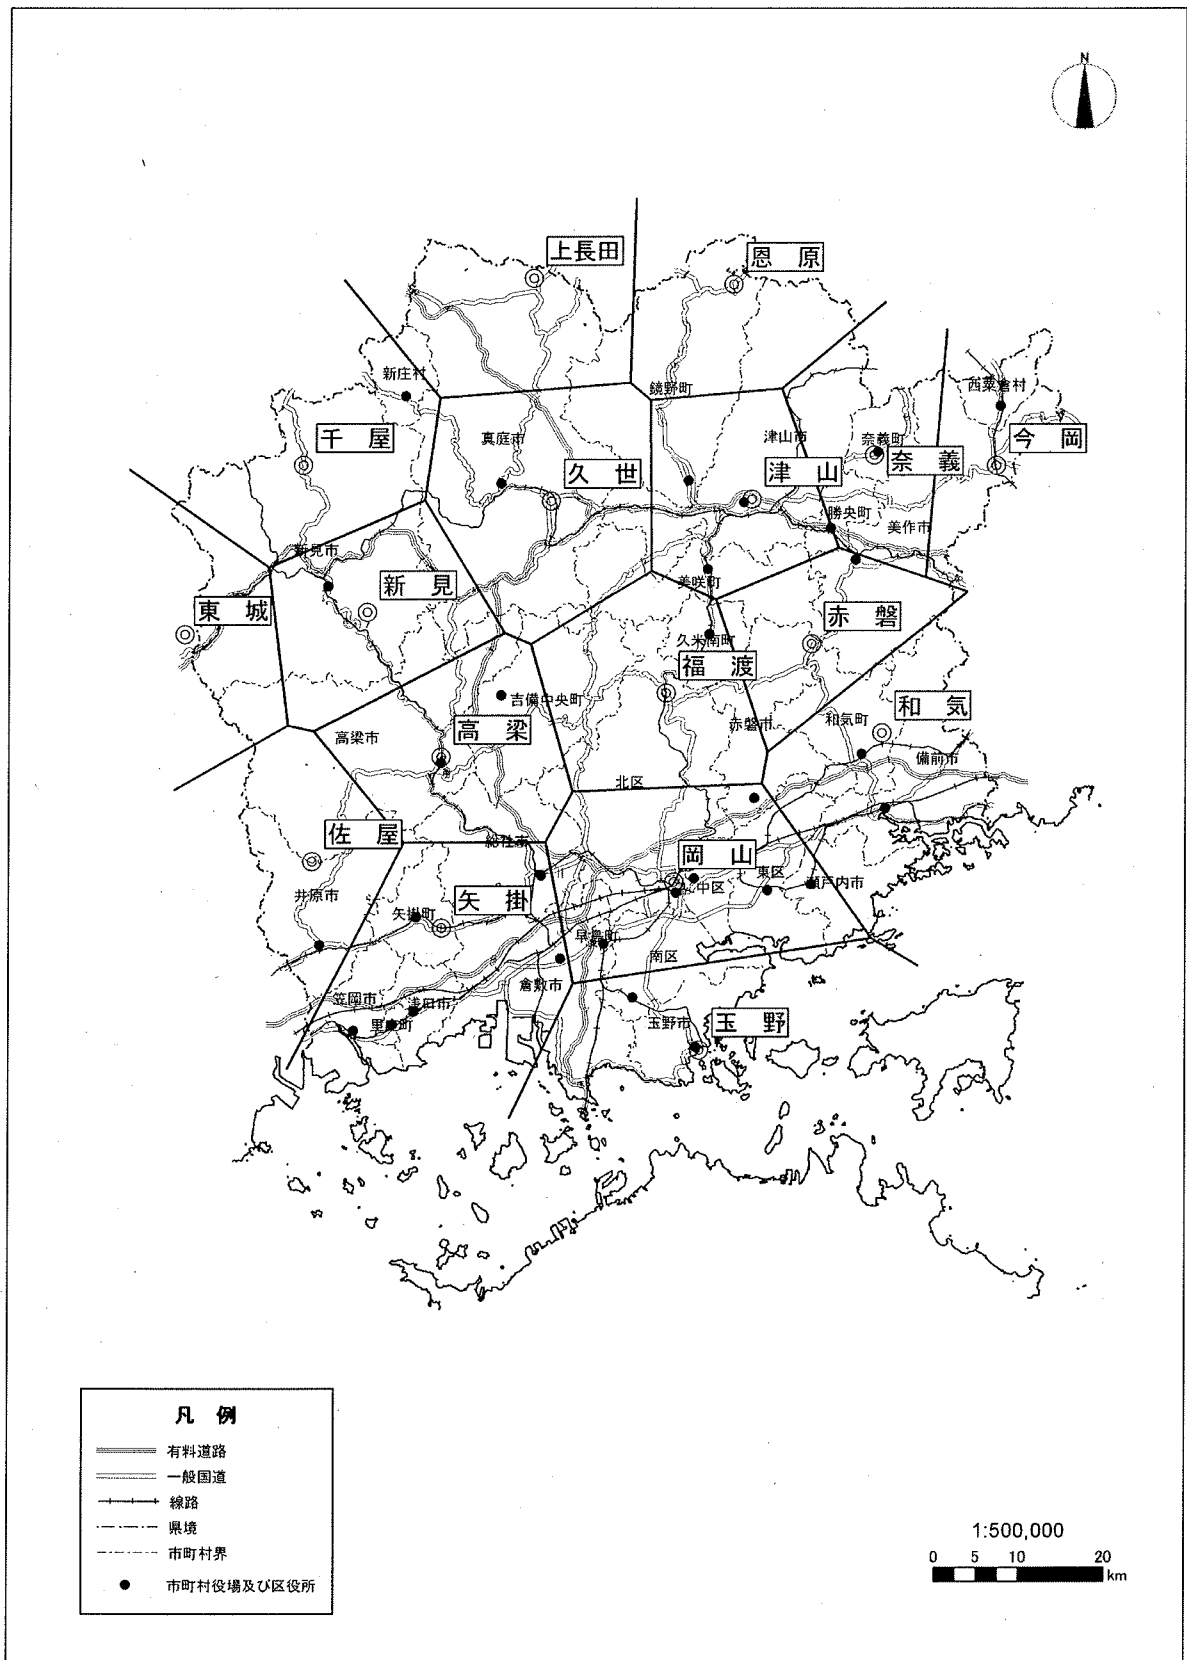 N
上長田
恩原
新庄村
鏡野町
西粟倉村
千屋
真庭市
津山市
奈義町
今岡
久世
津山
奈義
勝央町
美作市
新見市
新見
美咲町
東城
赤磐
久米南町
福渡
吉備中央町
和気
高梁
赤磐市
和気町
高梁市
備前市
北区
佐屋
総社市
岡山
井原市
矢掛
中区
東区
瀬戸内市
矢掛町
早島町
南区
倉敷市
笠岡市
浅口市
里庄町
玉野市
玉野
凡例
有料道路
一般国道
線路
県境
市町村界
市町村役場及び区役所
1:500,000
0 5 10 20
km